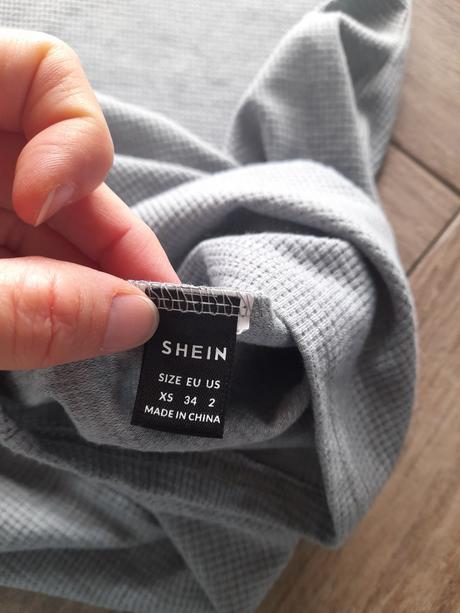 SHEIN
SIZE EU US
XS 34 2
MADE IN CHINA